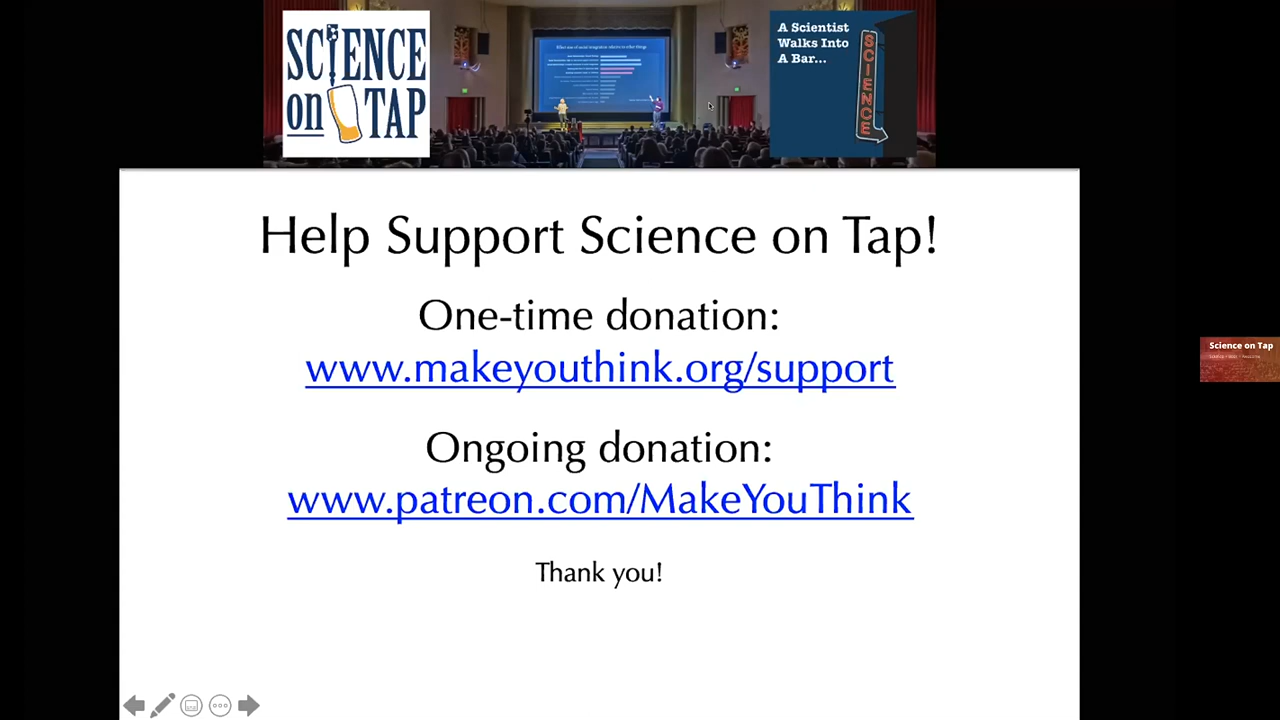 SCIENCE
on TAP
A Scientist
Walks Into
A Bar...
SCIENCE
Help Support Science on Tap!
One-time donation:
www.makeyouthink.org/support
Ongoing donation:
www.patreon.com/MakeYouThink
Thank you!
Science on Tap